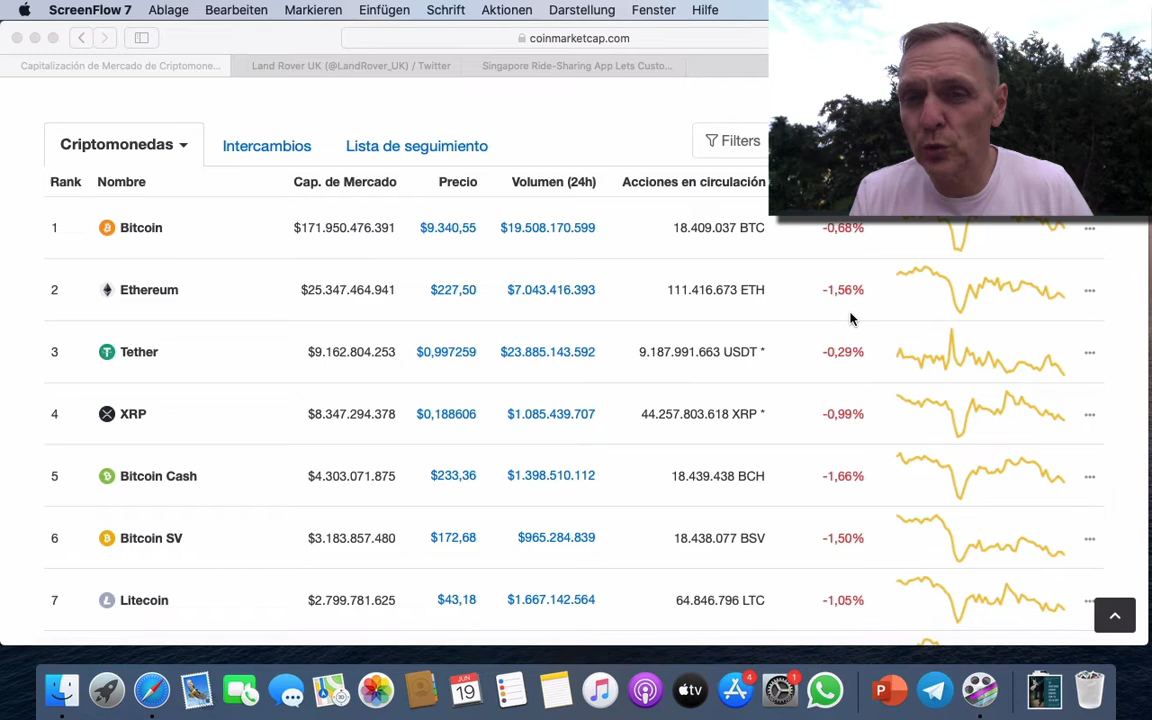 ScreenFlow 7 Ablage Bearbeiten Markieren Einfügen Schrift Aktionen Darstellung Fenster Hilfe
coinmarketcap.com
Capitalización de Mercado de Criptomone... Land Rover UK (@LandRover_UK) / Twitter Singapore Ride-Sharing App Lets Custo...
Criptomonedas Intercambios Lista de seguimiento Filters
Rank Nombre Cap. de Mercado Precio Volumen (24h) Acciones en circulación
1 Bitcoin $171.950.476.391 $9.340,55 $19.508.170.599 18.409.037 BTC -0,68%
2 Ethereum $25.347.464.941 $227,50 $7.043.416.393 111.416.673 ETH -1,56%
3 Tether $9.162.804.253 $0,997259 $23.885.143.592 9.187.991.663 USDT * -0,29%
4 XRP $8.347.294.378 $0,188606 $1.085.439.707 44.257.803.618 XRP * -0,99%
5 Bitcoin Cash $4.303.071.875 $233,36 $1.398.510.112 18.439.438 BCH -1,66%
6 Bitcoin SV $3.183.857.480 $172,68 $965.284.839 18.438.077 BSV -1,50%
7 Litecoin $2.799.781.625 $43,18 $1.667.142.564 64.846.796 LTC -1,05%
JUN
19
tv
4
1
P